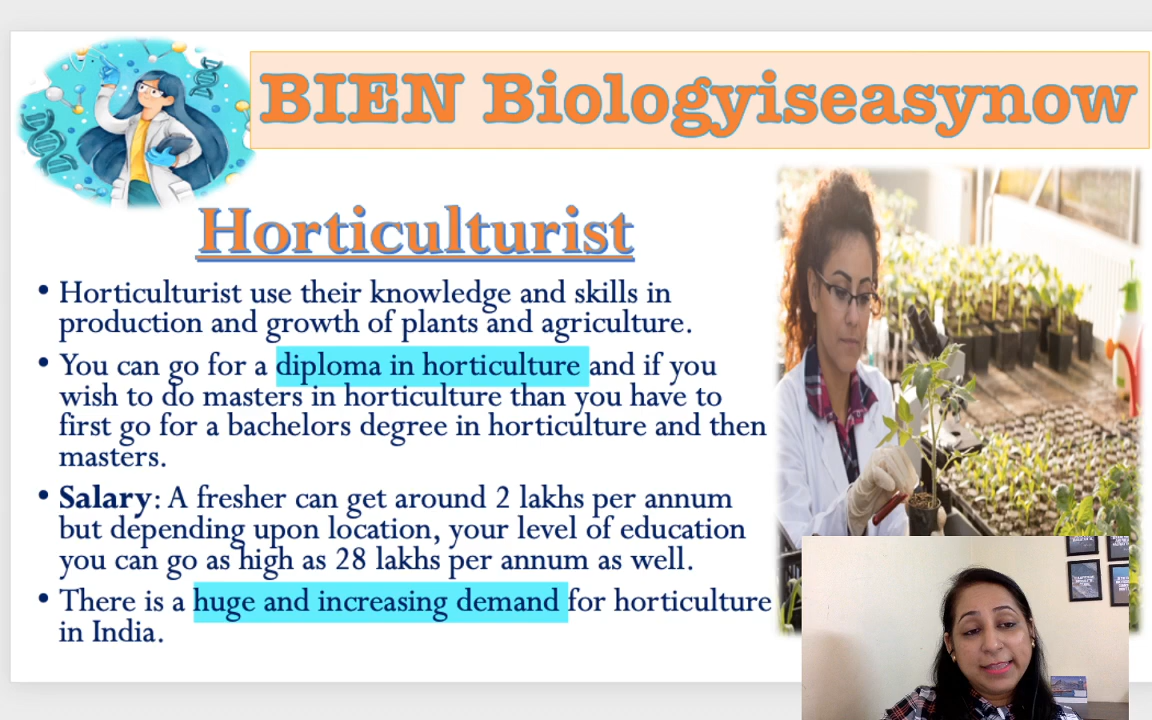 BIEN Biologyiseasynow
Horticulturist
• Horticulturist use their knowledge and skills in
production and growth of plants and agriculture.
• You can go for a diploma in horticulture and if you
wish to do masters in horticulture than you have to
first go for a bachelors degree in horticulture and then
masters.
• Salary: A fresher can get around 2 lakhs per annum
but depending upon location, your level of education
you can go as high as 28 lakhs per annum as well.
• There is a huge and increasing demand for horticulture
in India.